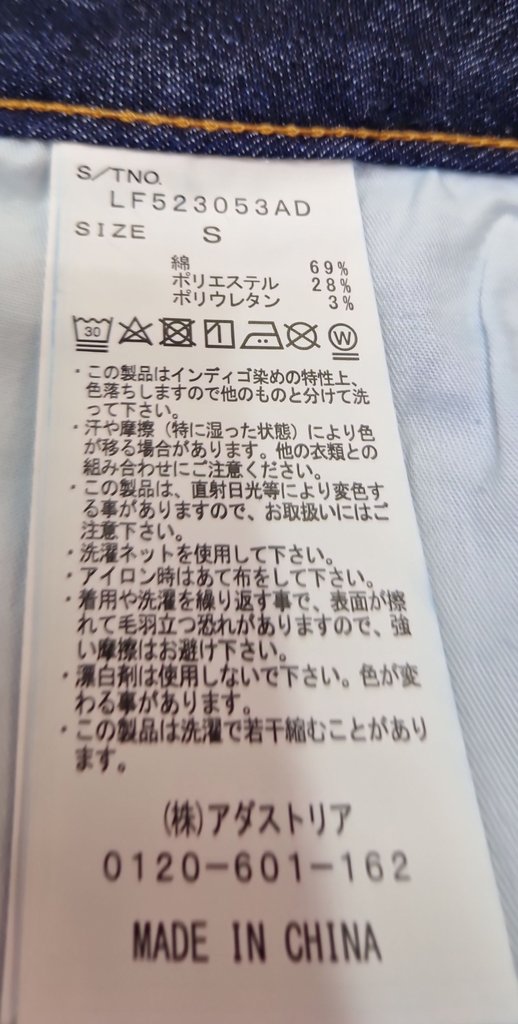 S/TNO.
LF523053AD
SIZE S
綿 69%
ポリエステル 28%
ポリウレタン 3%
30 W
・この製品はインディゴ染めの特性上、
色落ちしますので他のものと分けて洗
って下さい。
・汗や摩擦（特に湿った状態）により色
が移る場合があります。他の衣類との
組み合わせにご注意ください。
・この製品は、直射日光等により変色す
る事がありますので、お取扱いにはご
注意下さい。
・洗濯ネットを使用して下さい。
・アイロン時はあて布をして下さい。
・着用や洗濯を繰り返す事で、表面が擦
れて毛羽立つ恐れがありますので、強
い摩擦はお避け下さい。
・漂白剤は使用しないで下さい。色が変
わる事があります。
・この製品は洗濯で若干縮むことがあり
ます。
(株)アダストリア
0120-601-162
MADE IN CHINA